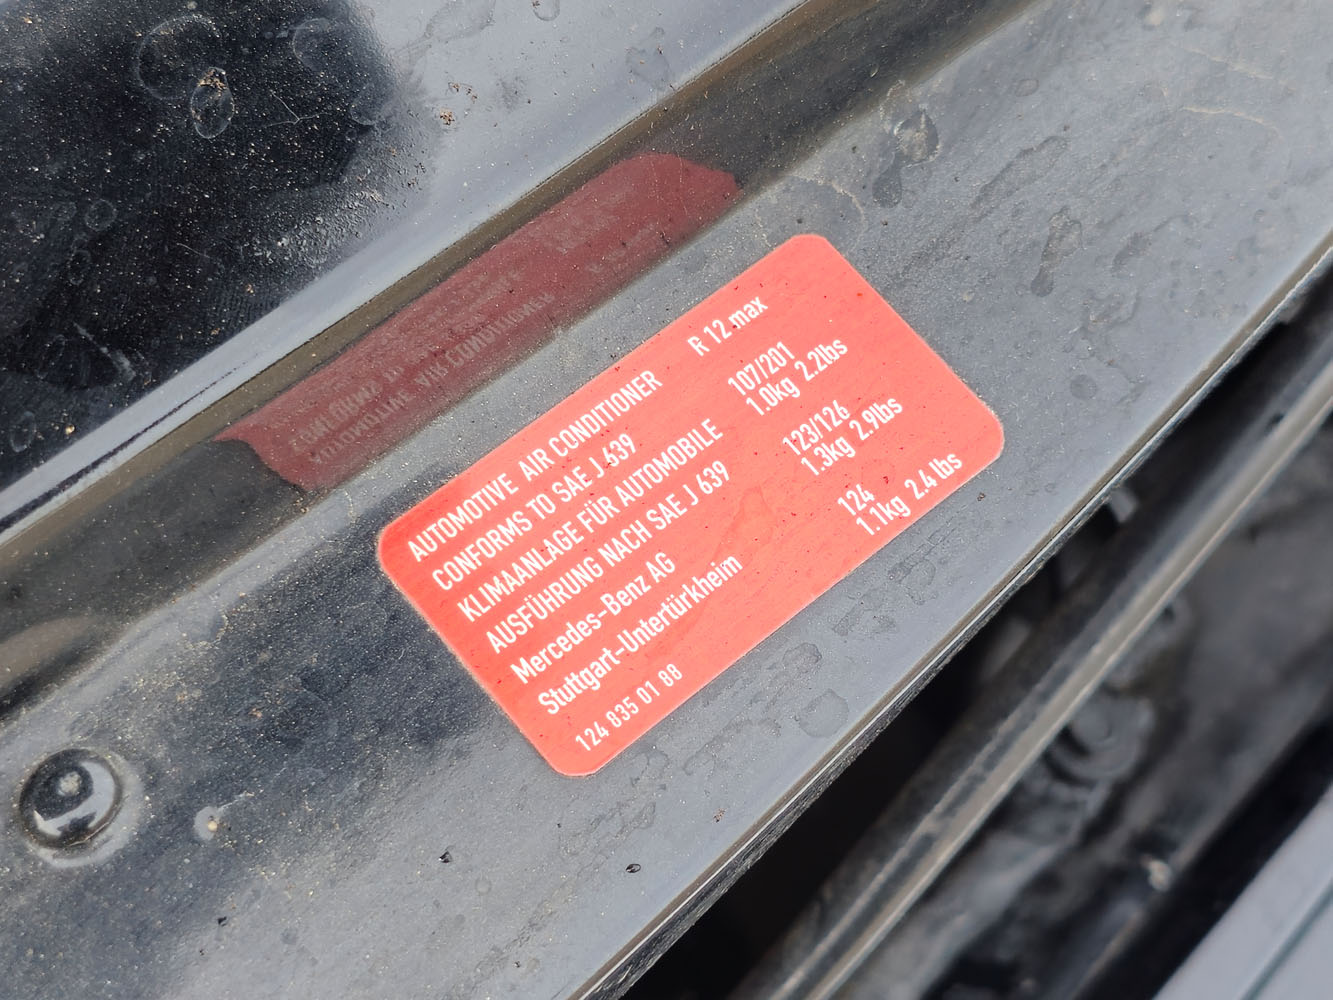 AUTOMOTIVE AIR CONDITIONER
CONFORMS TO SAE J 639
KLIMAANLAGE FÜR AUTOMOBILE
AUSFÜHRUNG NACH SAE J 639
Mercedes-Benz AG
Stuttgart-Untertürkheim
124 835 01 88
R 12 max
107/201
1.0kg 2.2lbs
123/126
1.3kg 2.9lbs
124
1.1kg 2.4 lbs